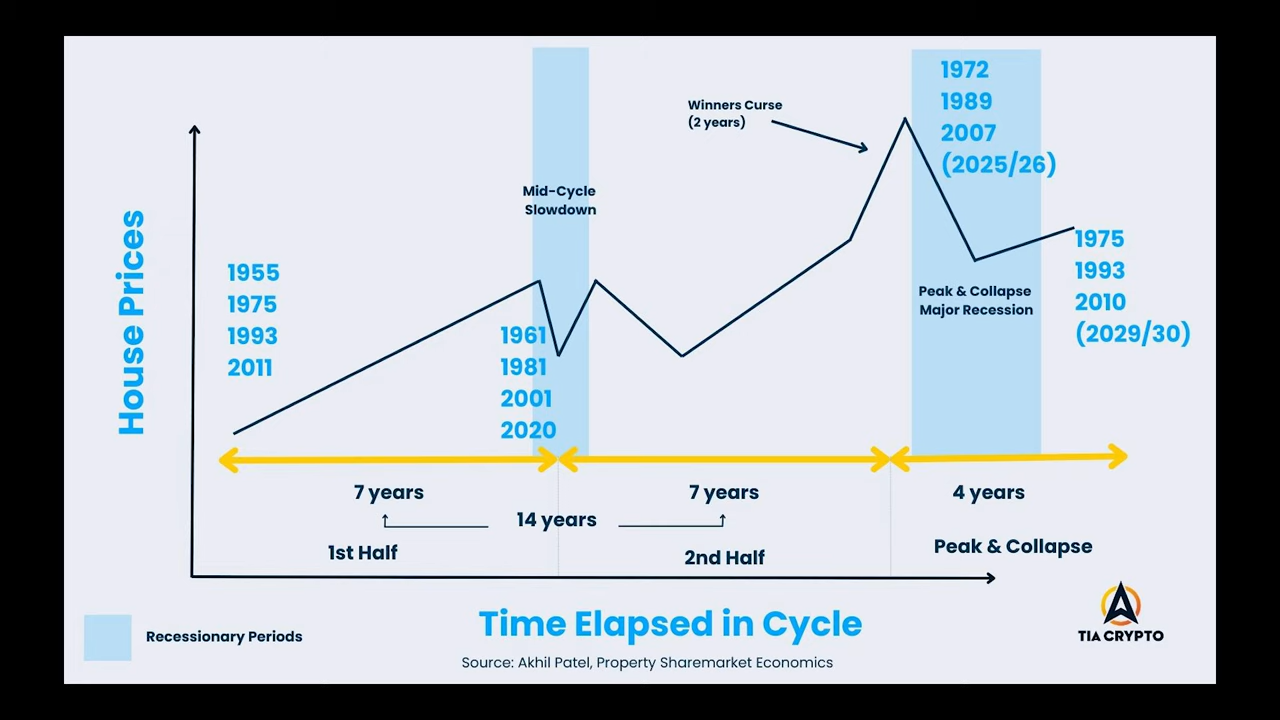 1972
1989
2007
(2025/26)
Winners Curse
(2 years)
Mid-Cycle
Slowdown
House Prices
1955
1975
1993
2011
1961
1981
2001
2020
1975
1993
2010
(2029/30)
Peak & Collapse
Major Recession
7 years
7 years
4 years
14 years
1st Half
2nd Half
Peak & Collapse
Time Elapsed in Cycle
Recessionary Periods
TIA CRYPTO
Source: Akhil Patel, Property Sharemarket Economics